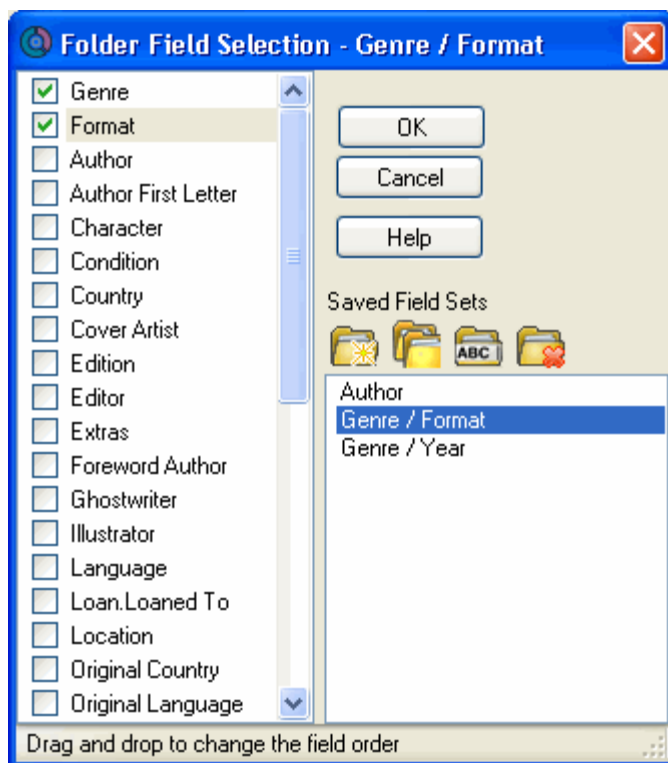 Folder Field Selection - Genre / Format
Genre
Format
Author
Author First Letter
Character
Condition
Country
Cover Artist
Edition
Editor
Extras
Foreword Author
Ghostwriter
Illustrator
Language
Loan.Loaned To
Location
Original Country
Original Language
OK
Cancel
Help
Saved Field Sets
ABC
Author
Genre / Format
Genre / Year
Drag and drop to change the field order